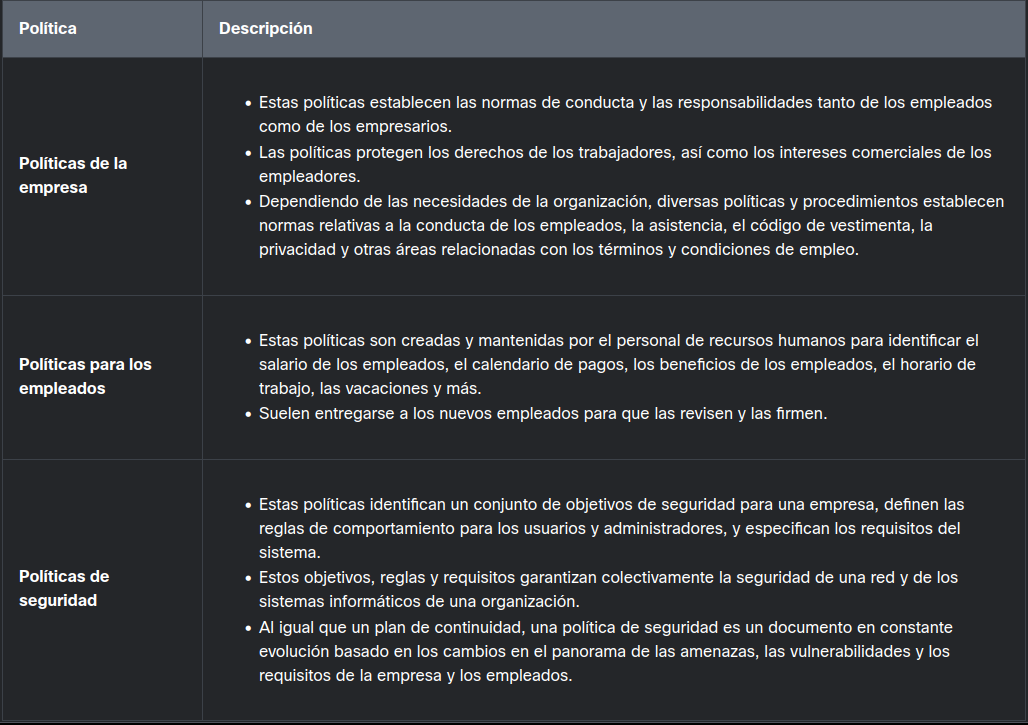 Política
Descripción
Políticas de la
empresa
• Estas políticas establecen las normas de conducta y las responsabilidades tanto de los empleados
como de los empresarios.
• Las políticas protegen los derechos de los trabajadores, así como los intereses comerciales de los
empleadores.
• Dependiendo de las necesidades de la organización, diversas políticas y procedimientos establecen
normas relativas a la conducta de los empleados, la asistencia, el código de vestimenta, la
privacidad y otras áreas relacionadas con los términos y condiciones de empleo.
Políticas para los
empleados
• Estas políticas son creadas y mantenidas por el personal de recursos humanos para identificar el
salario de los empleados, el calendario de pagos, los beneficios de los empleados, el horario de
trabajo, las vacaciones y más.
• Suelen entregarse a los nuevos empleados para que las revisen y las firmen.
Políticas de
seguridad
• Estas políticas identifican un conjunto de objetivos de seguridad para una empresa, definen las
reglas de comportamiento para los usuarios y administradores, y especifican los requisitos del
sistema.
• Estos objetivos, reglas y requisitos garantizan colectivamente la seguridad de una red y de los
sistemas informáticos de una organización.
• Al igual que un plan de continuidad, una política de seguridad es un documento en constante
evolución basado en los cambios en el panorama de las amenazas, las vulnerabilidades y los
requisitos de la empresa y los empleados.